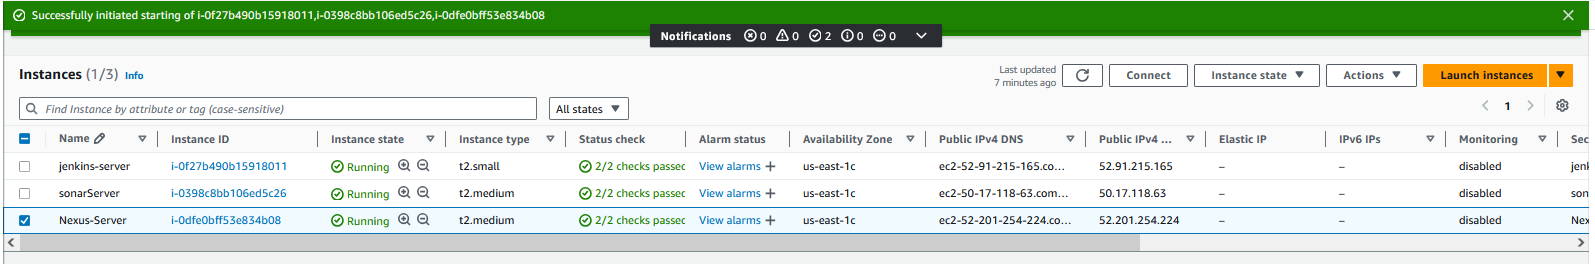 Successfully initiated starting of i-0f27b490b15918011,i-0398c8bb106ed5c26,i-0dfe0bff53e834b08
Notifications 0 0 2 0 0
Instances (1/3) Info
Last updated
7 minutes ago
Connect
Instance state
Actions
Launch instances
Find Instance by attribute or tag (case-sensitive)
All states
1
Name Instance ID Instance state Instance type Status check Alarm status Availability Zone Public IPv4 DNS Public IPv4 ... Elastic IP IPv6 IPs Monitoring Sec
jenkins-server i-0f27b490b15918011 Running t2.small 2/2 checks passed View alarms + us-east-1c ec2-52-91-215-165.co... 52.91.215.165 – – disabled jenk
sonarServer i-0398c8bb106ed5c26 Running t2.medium 2/2 checks passed View alarms + us-east-1c ec2-50-17-118-63.com... 50.17.118.63 – – disabled son
Nexus-Server i-0dfe0bff53e834b08 Running t2.medium 2/2 checks passed View alarms + us-east-1c ec2-52-201-254-224.co... 52.201.254.224 – – disabled Nex